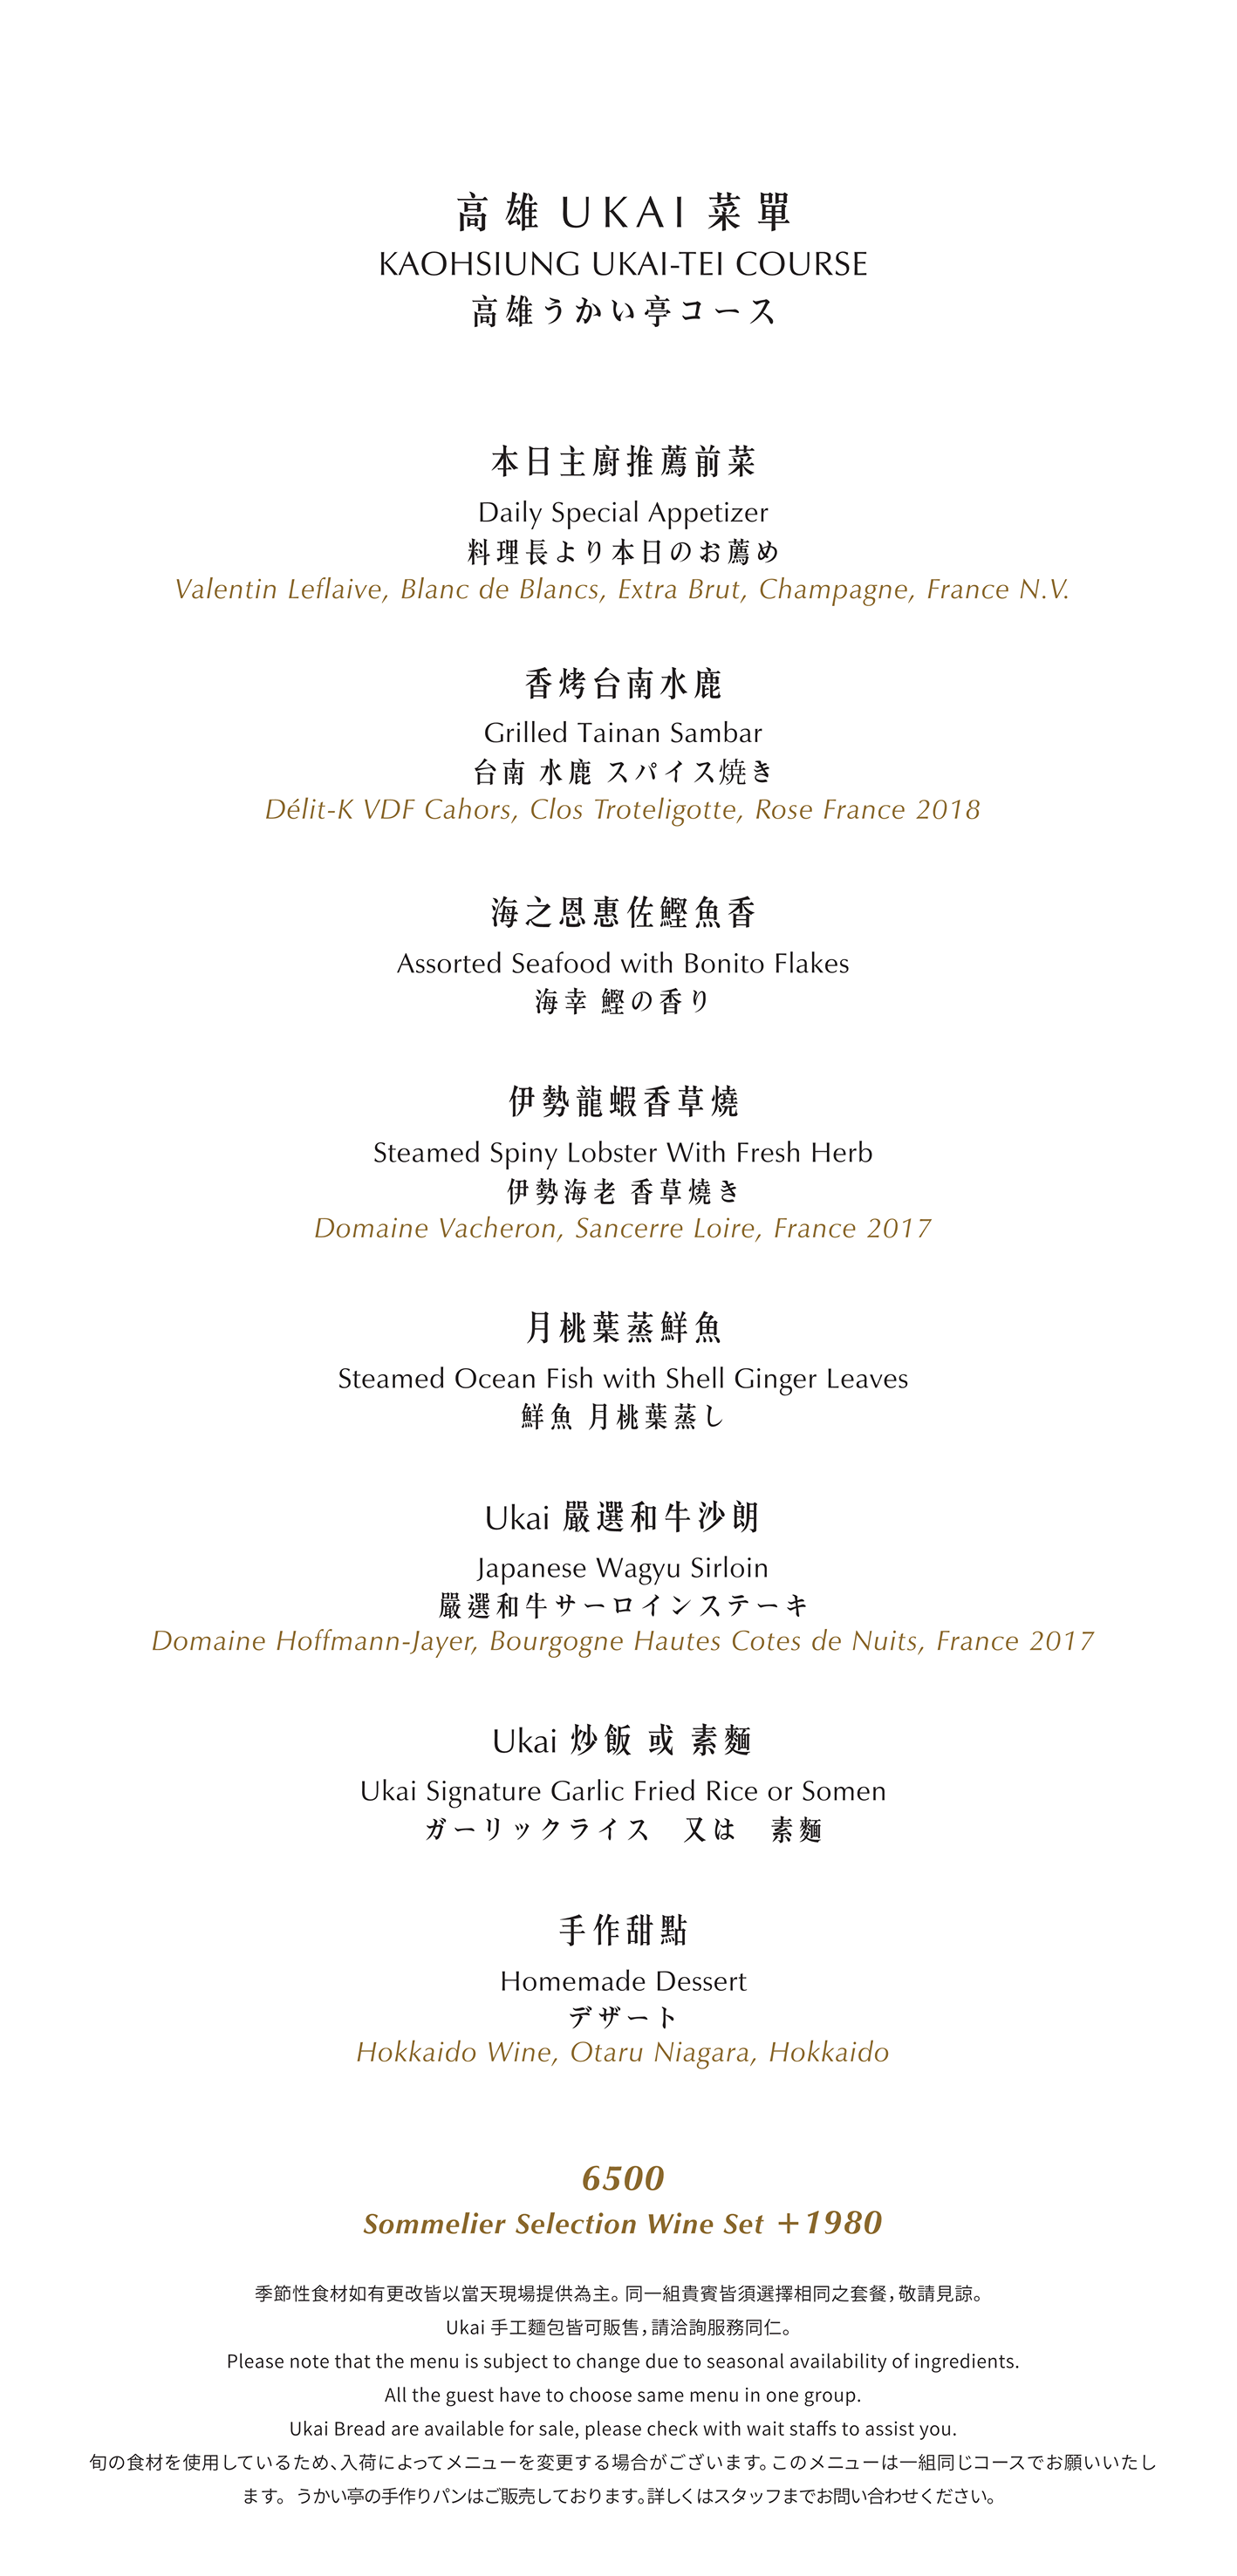 高雄 UKAI 菜單
KAOHSIUNG UKAI-TEI COURSE
高雄うかい亭コース
本日主廚推薦前菜
Daily Special Appetizer
料理長より本日のお薦め
Valentin Leflaive, Blanc de Blancs, Extra Brut, Champagne, France N.V.
香烤台南水鹿
Grilled Tainan Sambar
台南 水鹿 スパイス焼き
Délit-K VDF Cahors, Clos Troteligotte, Rose France 2018
海之恩惠佐鰹魚香
Assorted Seafood with Bonito Flakes
海幸 鰹の香り
伊勢龍蝦香草燒
Steamed Spiny Lobster With Fresh Herb
伊勢海老 香草燒き
Domaine Vacheron, Sancerre Loire, France 2017
月桃葉蒸鮮魚
Steamed Ocean Fish with Shell Ginger Leaves
鮮魚 月桃葉蒸し
Ukai 嚴選和牛沙朗
Japanese Wagyu Sirloin
嚴選和牛サーロインステーキ
Domaine Hoffmann-Jayer, Bourgogne Hautes Cotes de Nuits, France 2017
Ukai 炒飯 或 素麵
Ukai Signature Garlic Fried Rice or Somen
ガーリックライス　又は　素麵
手作甜點
Homemade Dessert
デザート
Hokkaido Wine, Otaru Niagara, Hokkaido
6500
Sommelier Selection Wine Set +1980
季節性食材如有更改皆以當天現場提供為主。同一組貴賓皆須選擇相同之套餐，敬請見諒。
Ukai 手工麵包皆可販售，請洽詢服務同仁。
Please note that the menu is subject to change due to seasonal availability of ingredients.
All the guest have to choose same menu in one group.
Ukai Bread are available for sale, please check with wait staffs to assist you.
旬の食材を使用しているため、入荷によってメニューを変更する場合がございます。このメニューは一組同じコースでお願いいたし
ます。 うかい亭の手作りパンはご販売しております。詳しくはスタッフまでお問い合わせください。